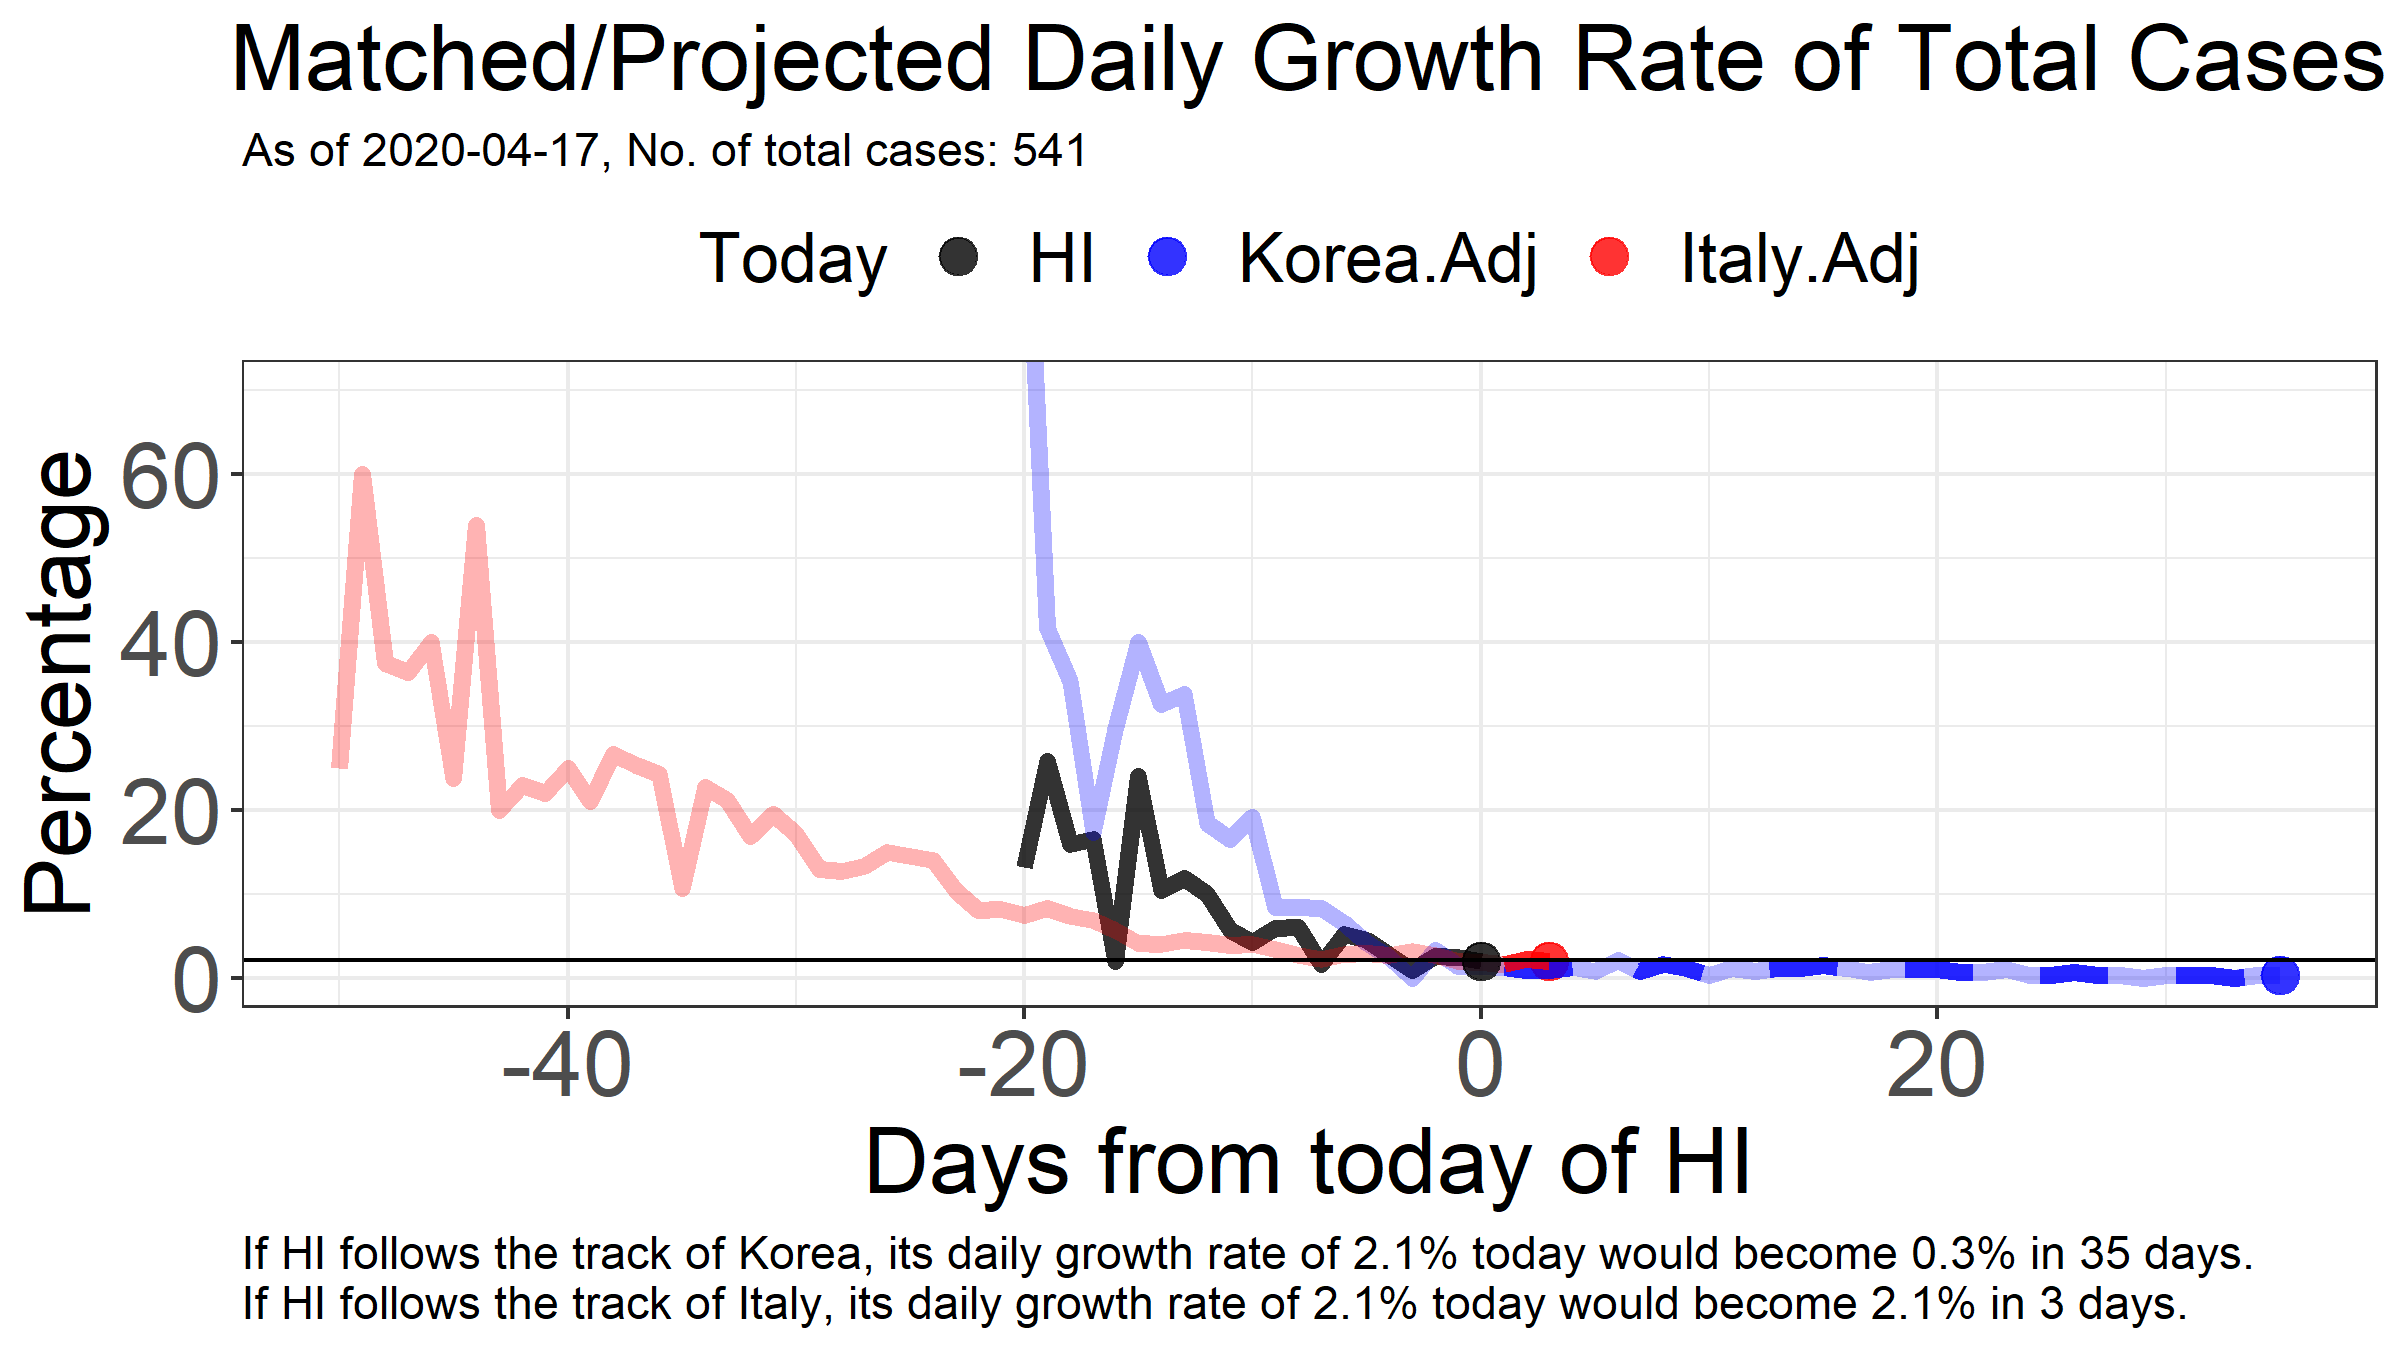 Matched/Projected Daily Growth Rate of Total Cases
As of 2020-04-17, No. of total cases: 541
Today HI Korea.Adj Italy.Adj
Percentage
60
40
20
0
-40 -20 0 20
Days from today of HI
If HI follows the track of Korea, its daily growth rate of 2.1% today would become 0.3% in 35 days.
If HI follows the track of Italy, its daily growth rate of 2.1% today would become 2.1% in 3 days.